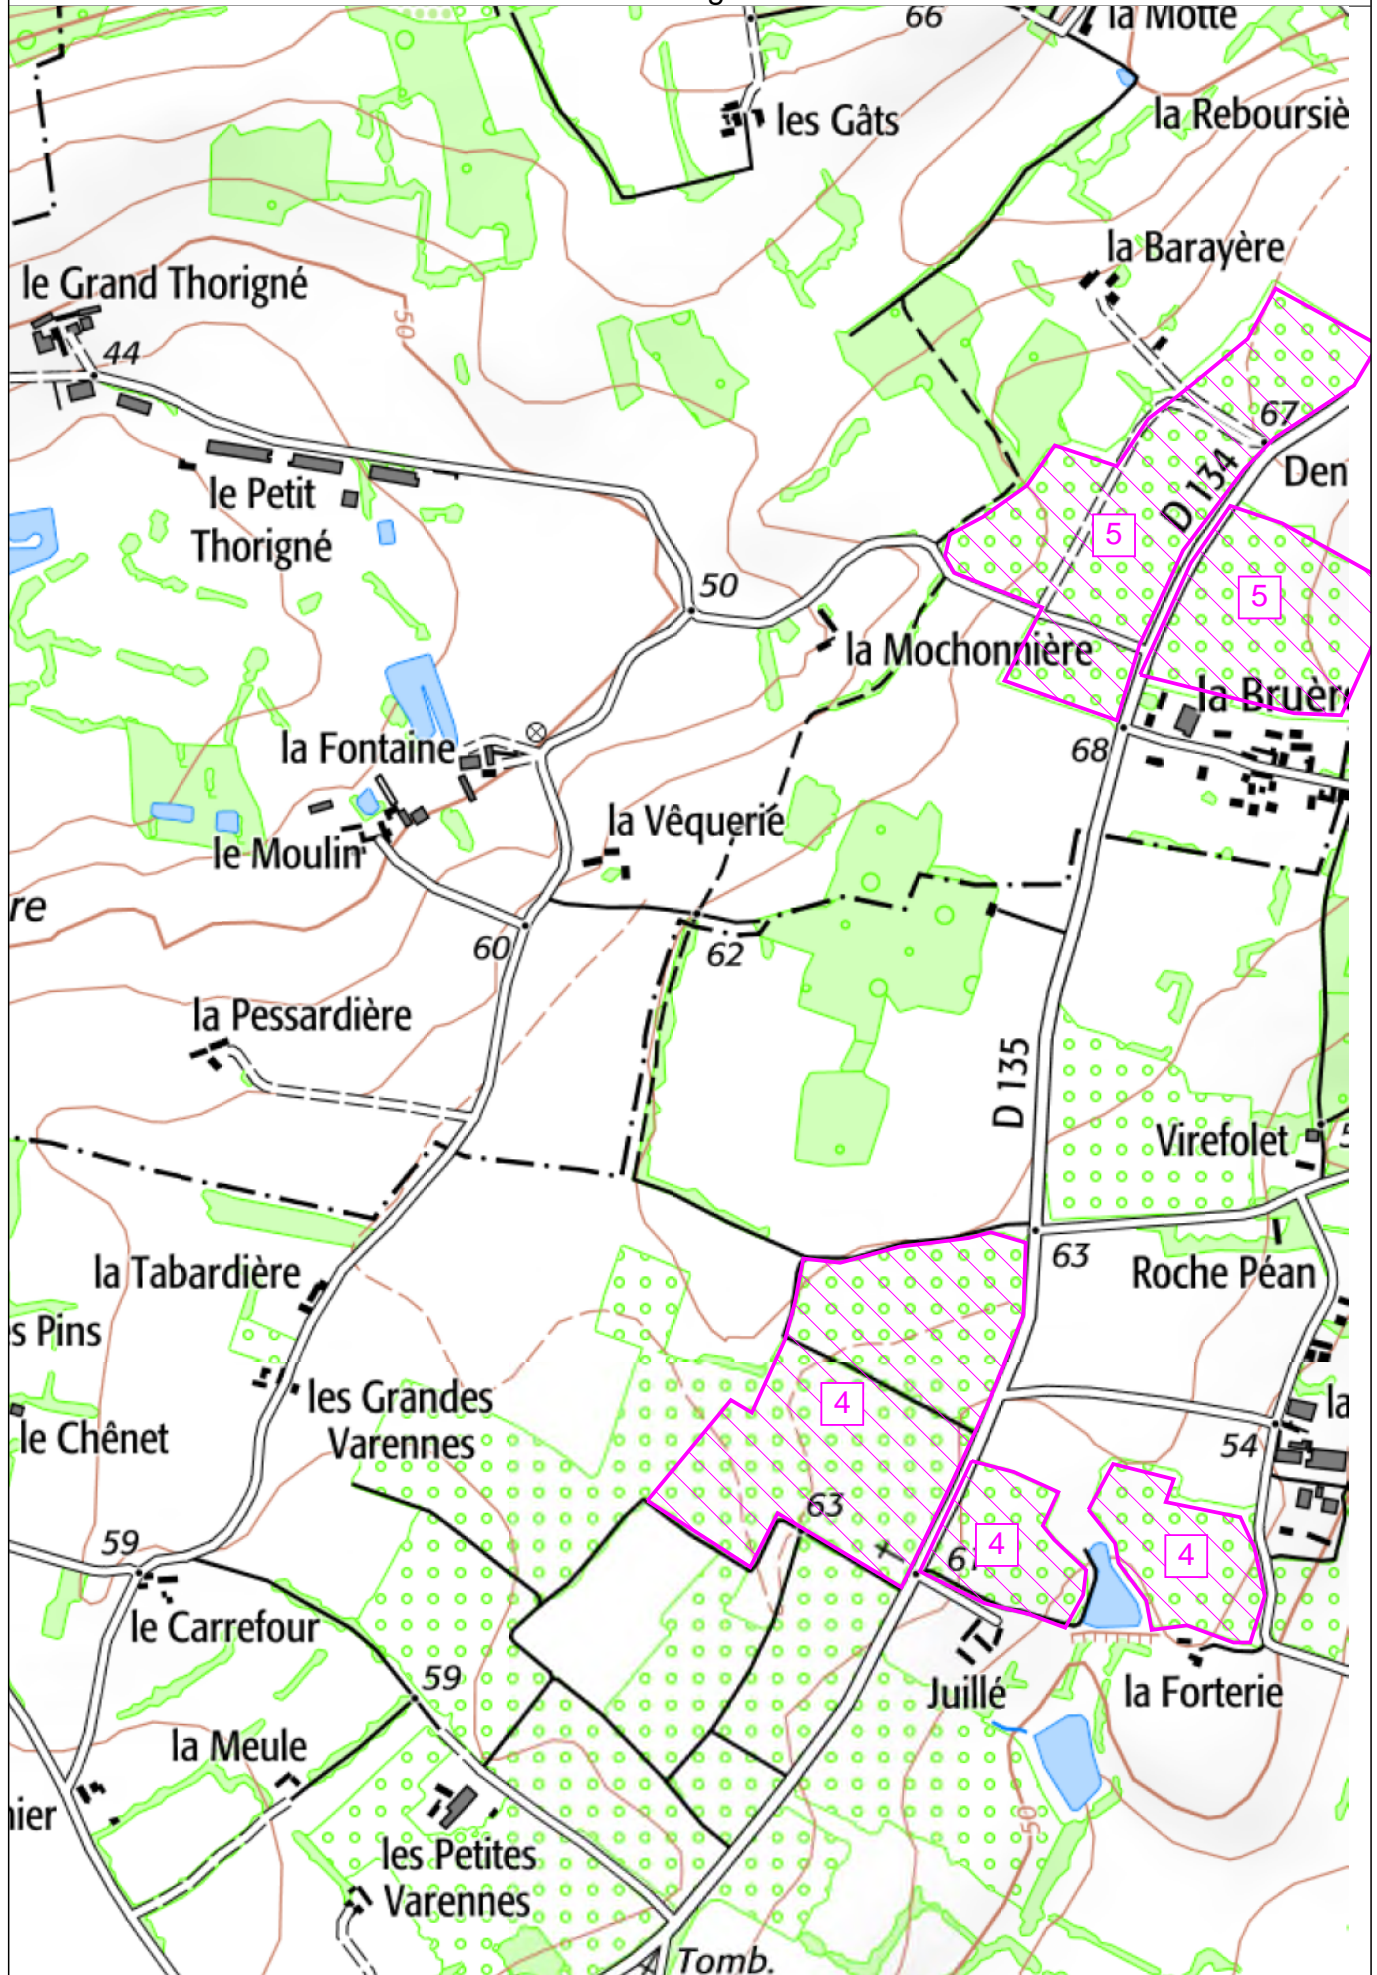 66
la Motte
les Gâts
la Reboursiè
la Barayère
le Grand Thorigné
50
44
67
D 134
Den
le Petit
Thorigné
5
5
50
la Mochonnière
la Bruèr
la Fontaine
68
la Vêquerie
le Moulin
re
60
62
la Pessardière
D 135
Virefolet
5
63
la Tabardière
Roche Péan
s Pins
les Grandes
Varennes
4
la
le Chênet
54
63
59
4
4
61
le Carrefour
59
Juillé
la Forterie
la Meule
nier
50
les Petites
Varennes
Tomb.